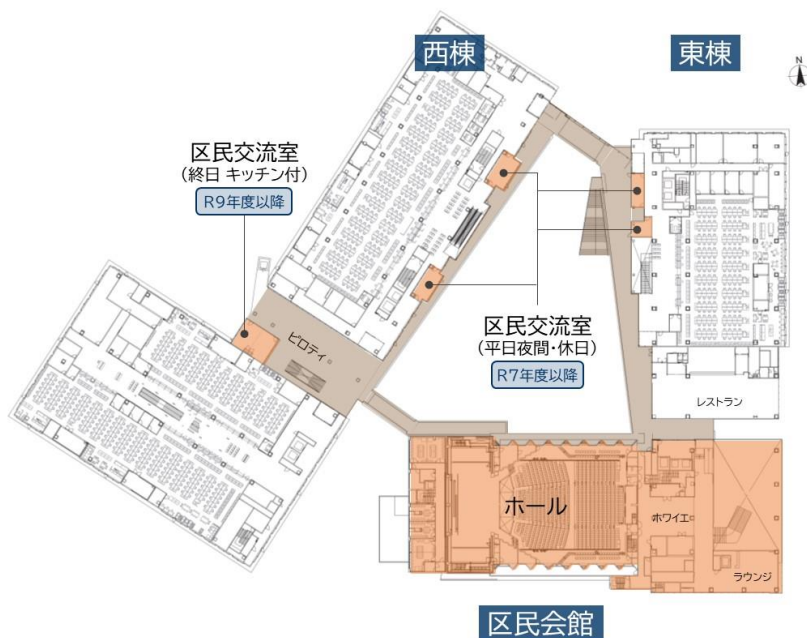 西棟
東棟
N
区民交流室
(終日 キッチン付)
R9年度以降
ピロティ
区民交流室
(平日夜間・休日)
R7年度以降
レストラン
ホール
ホワイエ
ラウンジ
区民会館